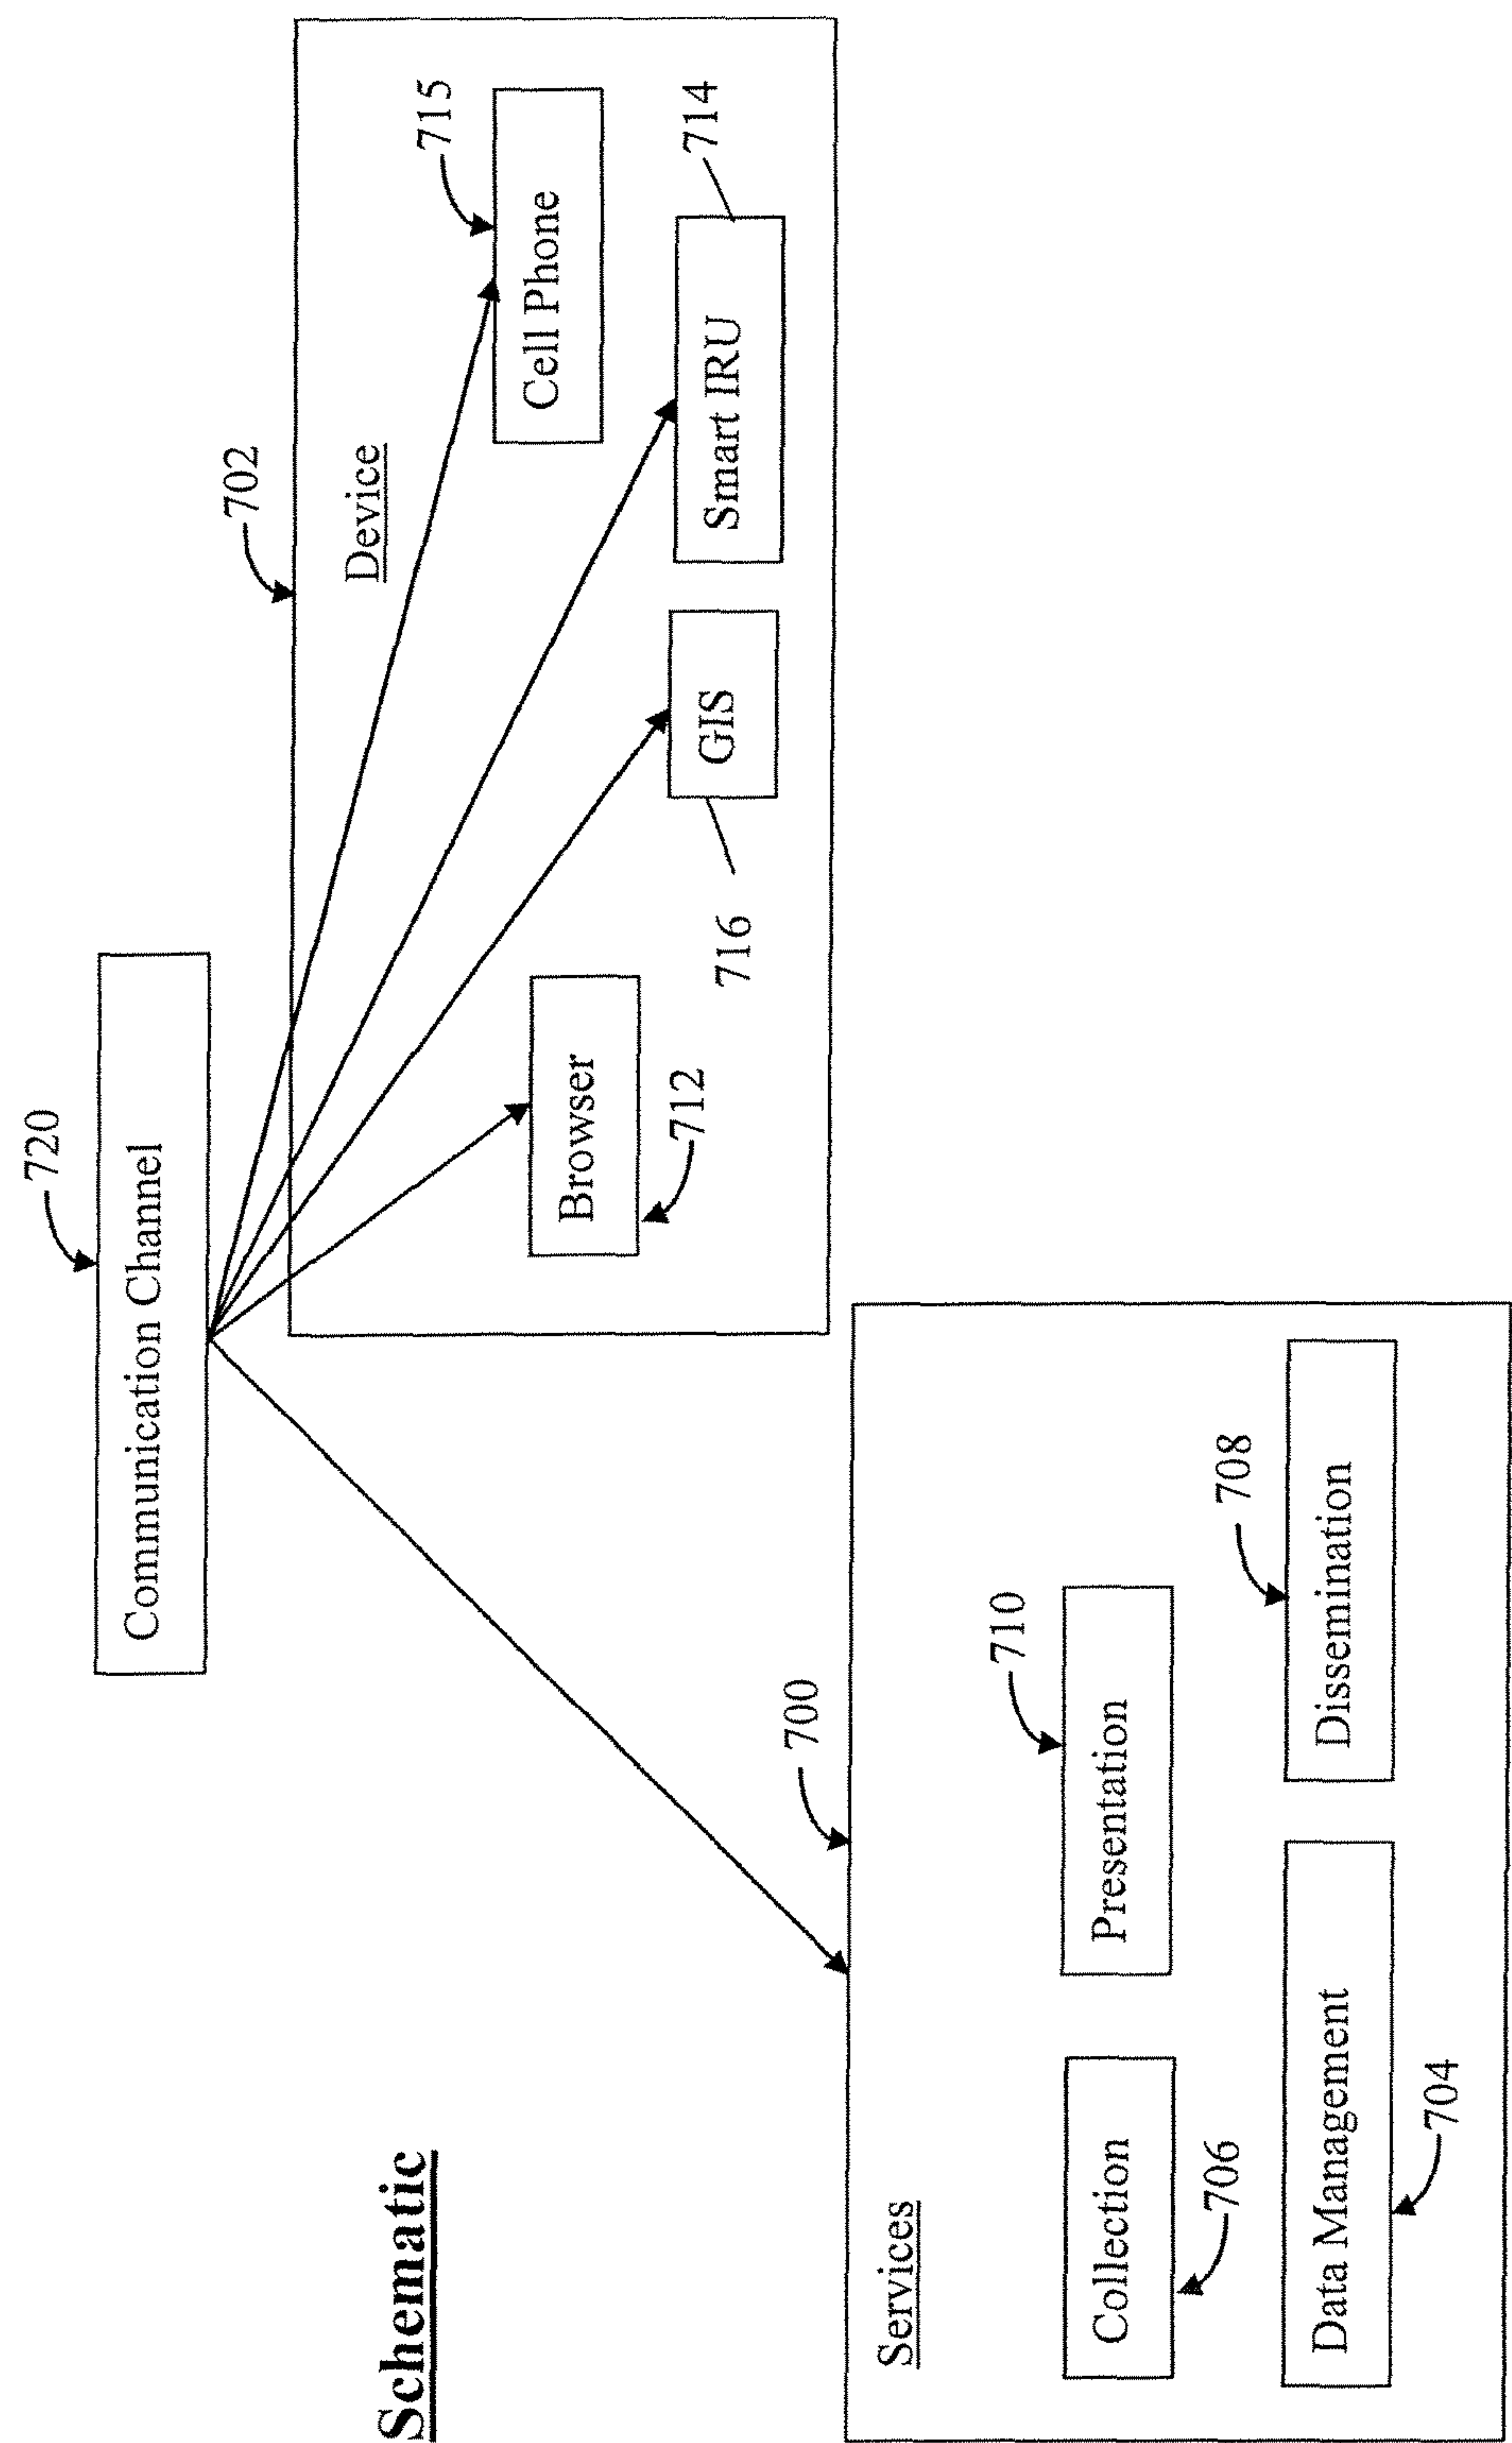 Schematic
720
Communication Channel
702
Device
715
Cell Phone
Browser
712
GIS
716
Smart IRU
714
700
Services
710
Presentation
Collection
706
708
Dissemination
Data Management
704